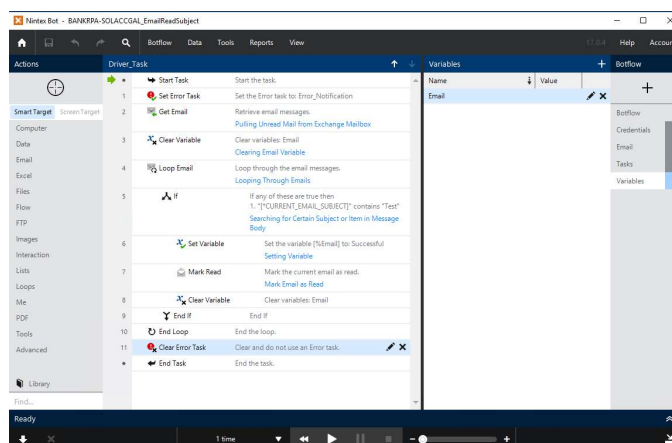 Nintex Bot - BANKRPA-SOLACCGAL_EmailReadSubject
Botflow Data Tools Reports View 17.0.4 Help Accou
Actions
Smart Target Screen Target
Computer
Data
Email
Excel
Files
Flow
FTP
Images
Interaction
Lists
Loops
Me
PDF
Tools
Advanced
Library
Find...
Driver_Task
Start Task Start the task.
1 Set Error Task Set the Error task to: Error_Notification
2 Get Email Retrieve email messages.
Pulling Unread Mail from Exchange Mailbox
3 Clear Variable Clear variables: Email
Clearing Email Variable
4 Loop Email Loop through the email messages.
Looping Through Emails
5 If If any of these are true then
1. "[*CURRENT_EMAIL_SUBJECT]" contains "Test"
Searching for Certain Subject or Item in Message
Body
6 Set Variable Set the variable [%Email] to: Successful
Setting Variable
7 Mark Read Mark the current email as read.
Mark Email as Read
8 Clear Variable Clear variables: Email
9 End If End If
10 End Loop End the loop.
11 Clear Error Task Clear and do not use an Error task.
End Task End the task.
Variables
Name Value
Email
Botflow
Botflow
Credentials
Email
Tasks
Variables
Ready
1 time